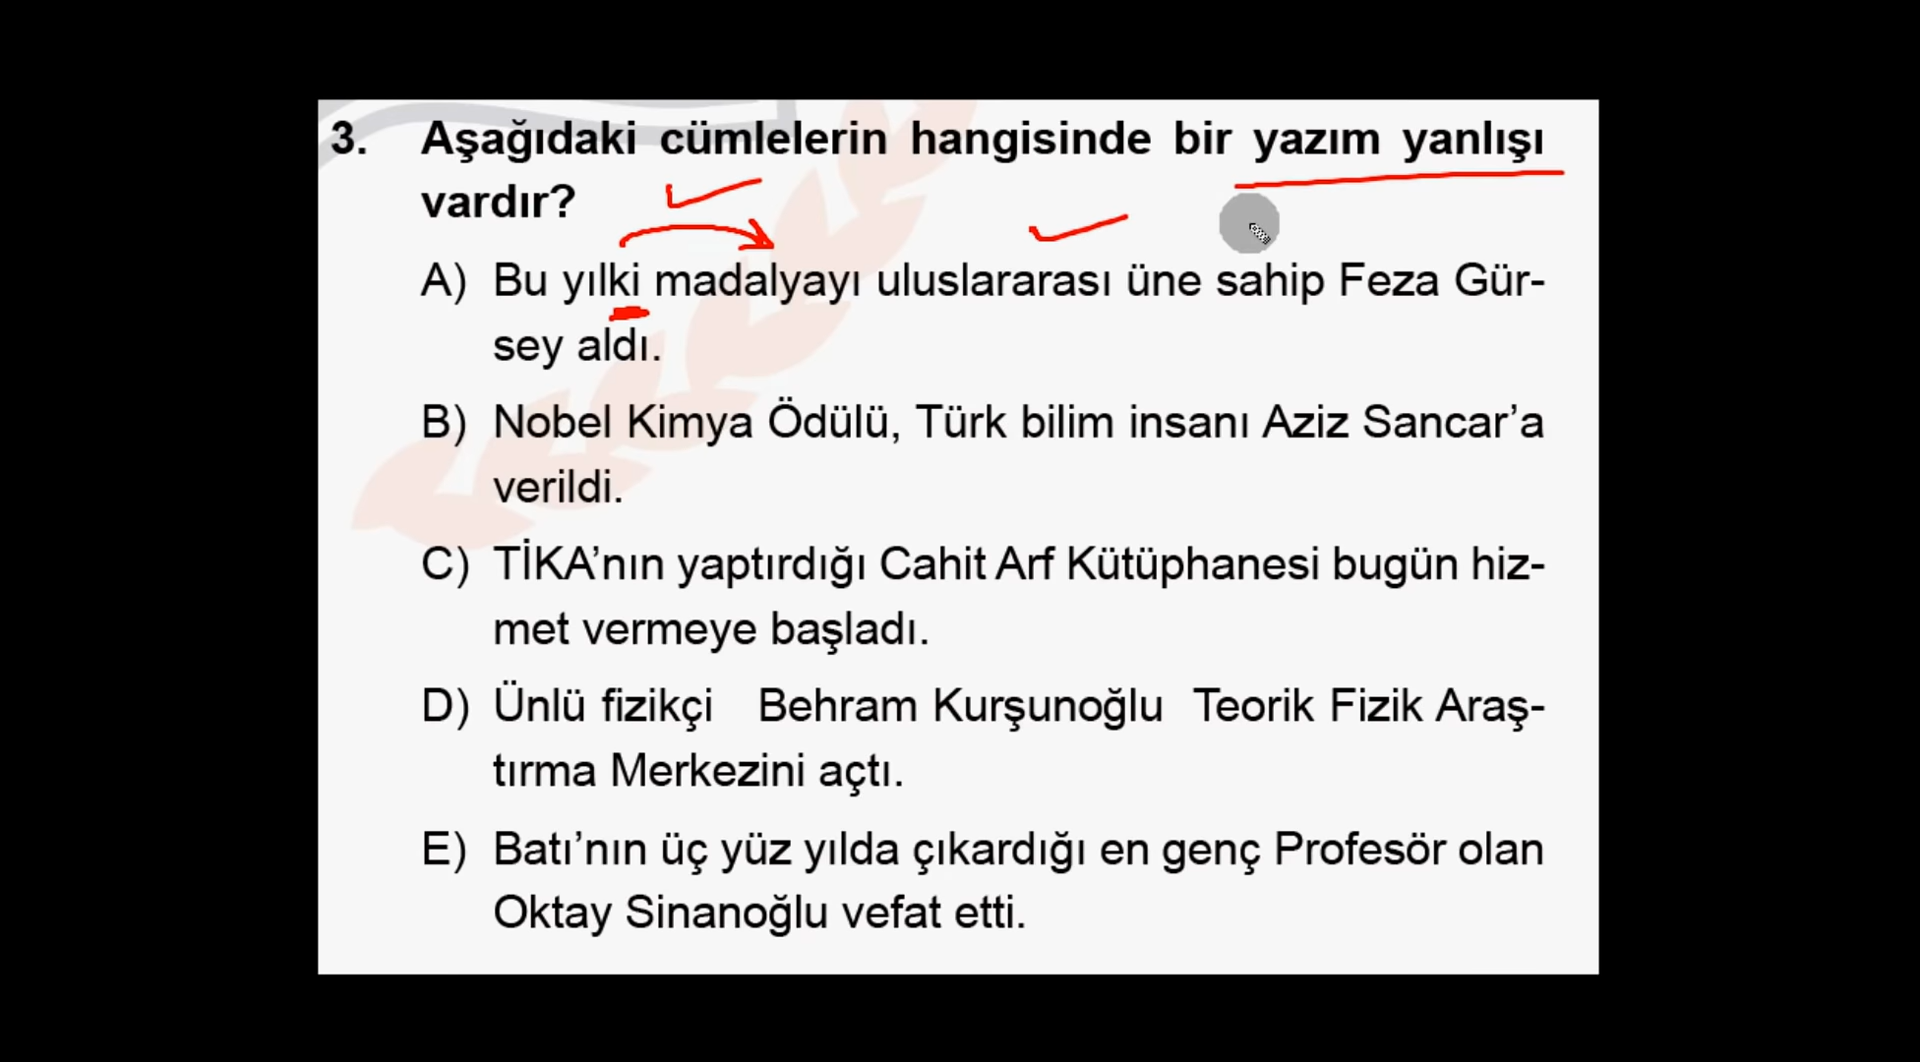 3. Aşağıdaki cümlelerin hangisinde bir yazım yanlışı
vardır?
A) Bu yılki madalyayı uluslararası üne sahip Feza Gür-
sey aldı.
B) Nobel Kimya Ödülü, Türk bilim insanı Aziz Sancar’a
verildi.
C) TİKA’nın yaptırdığı Cahit Arf Kütüphanesi bugün hiz-
met vermeye başladı.
D) Ünlü fizikçi Behram Kurşunoğlu Teorik Fizik Araş-
tırma Merkezini açtı.
E) Batı’nın üç yüz yılda çıkardığı en genç Profesör olan
Oktay Sinanoğlu vefat etti.